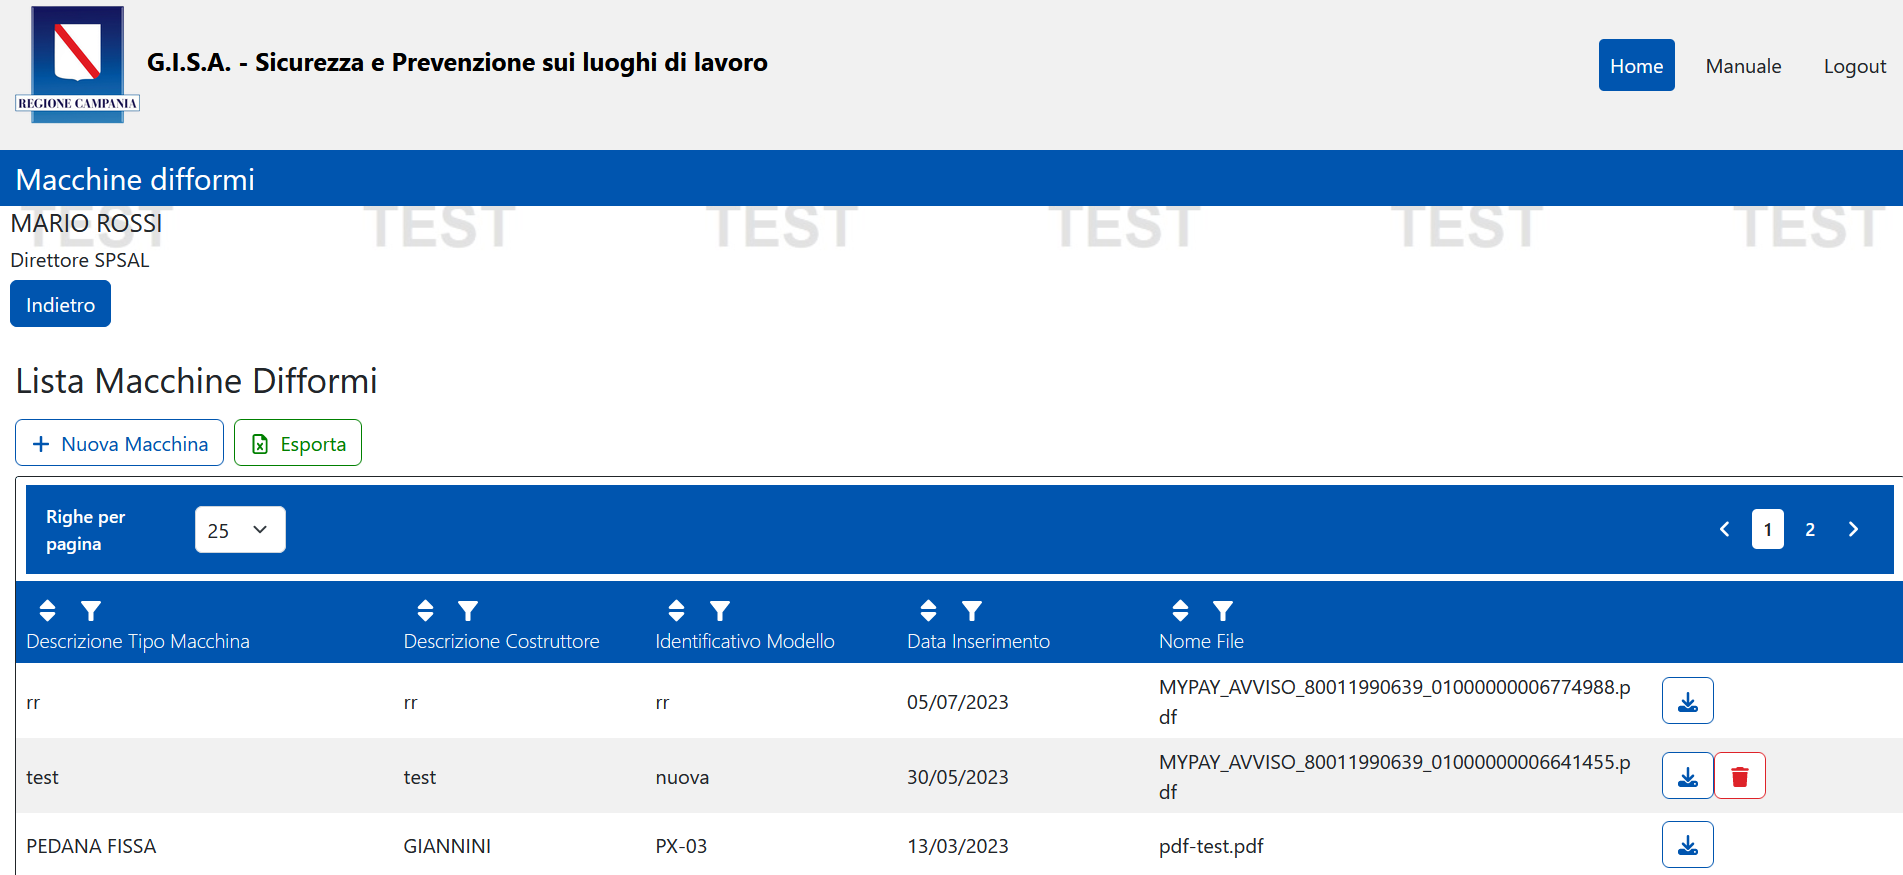 REGIONE CAMPANIA
G.I.S.A. - Sicurezza e Prevenzione sui luoghi di lavoro
Home Manuale Logout
Macchine difformi
TEST TEST TEST TEST TEST TEST
MARIO ROSSI
Direttore SPSAL
Indietro
Lista Macchine Difformi
Nuova Macchina Esporta
Righe per
pagina
25
1 2
Descrizione Tipo Macchina Descrizione Costruttore Identificativo Modello Data Inserimento Nome File
rr rr rr 05/07/2023 MYPAY_AVVISO_80011990639_01000000006774988.p
df
test test nuova 30/05/2023 MYPAY_AVVISO_80011990639_01000000006641455.p
df
PEDANA FISSA GIANNINI PX-03 13/03/2023 pdf-test.pdf